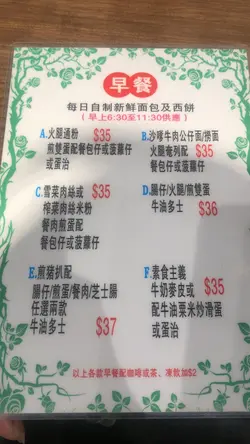 早餐
每日自制新鮮面包及西餅
(早上6:30至11:30供應)
A.火腿通粉 $35
煎雙蛋配餐包仔或菠蘿仔
或蛋治
B.沙嗲牛肉公仔面/撈面
火腿奄列配 $35
餐包仔或菠蘿仔
C.雪菜肉絲或 $35
榨菜肉絲米粉
餐肉煎蛋配
餐包仔或菠蘿仔
D.腸仔/火腿/煎雙蛋
牛油多士 $36
E.煎豬扒配
腸仔/煎蛋/餐肉/芝士腸
任選兩款
牛油多士 $37
F.素食主義
牛奶麥皮或 $35
配牛油粟米炒滑蛋
或蛋治
以上各款早餐配咖啡或茶、凍飲加$2